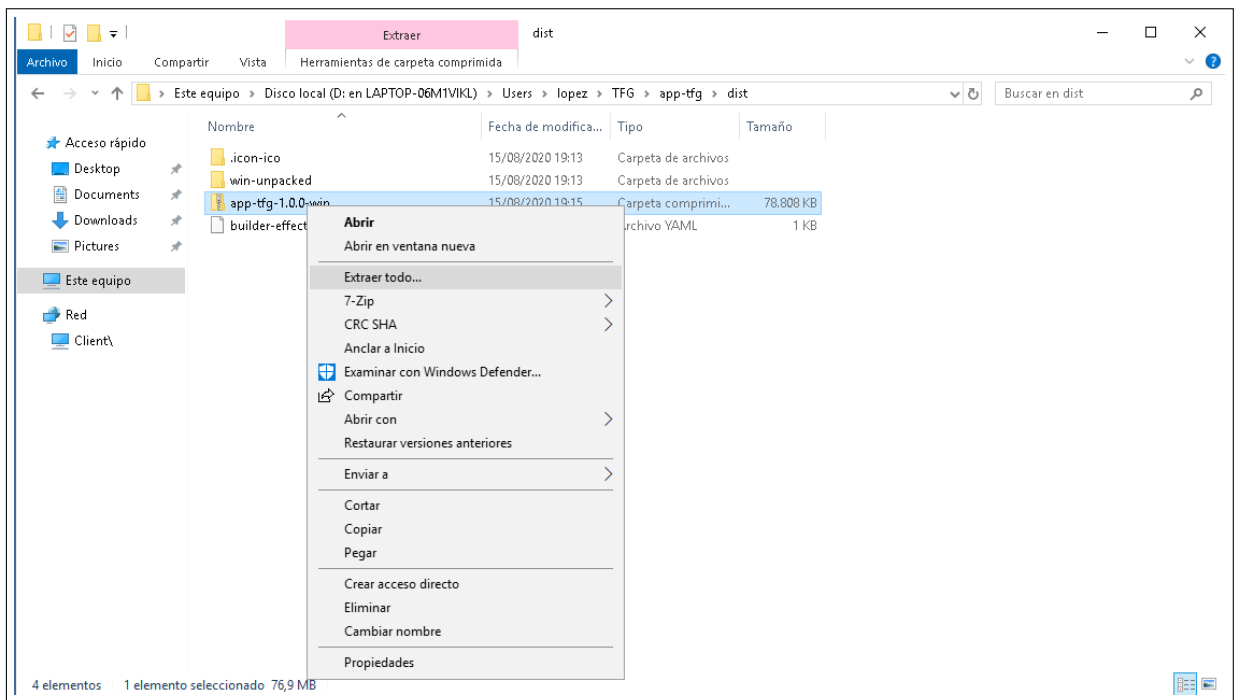 Extraer dist
Archivo Inicio Compartir Vista Herramientas de carpeta comprimida
Este equipo > Disco local (D: en LAPTOP-06M1VIKL) > Users > lopez > TFG > app-tfg > dist
Buscar en dist
Acceso rápido
Desktop
Documents
Downloads
Pictures
Este equipo
Red
Client\
Nombre Fecha de modifica... Tipo Tamaño
.icon-ico 15/08/2020 19:13 Carpeta de archivos
win-unpacked 15/08/2020 19:13 Carpeta de archivos
app-tfg-1.0.0-win 15/08/2020 19:15 Carpeta comprimi... 78.808 KB
builder-effect rchivo YAML 1 KB
Abrir
Abrir en ventana nueva
Extraer todo...
7-Zip
CRC SHA
Anclar a Inicio
Examinar con Windows Defender...
Compartir
Abrir con
Restaurar versiones anteriores
Enviar a
Cortar
Copiar
Pegar
Crear acceso directo
Eliminar
Cambiar nombre
Propiedades
4 elementos 1 elemento seleccionado 76,9 MB